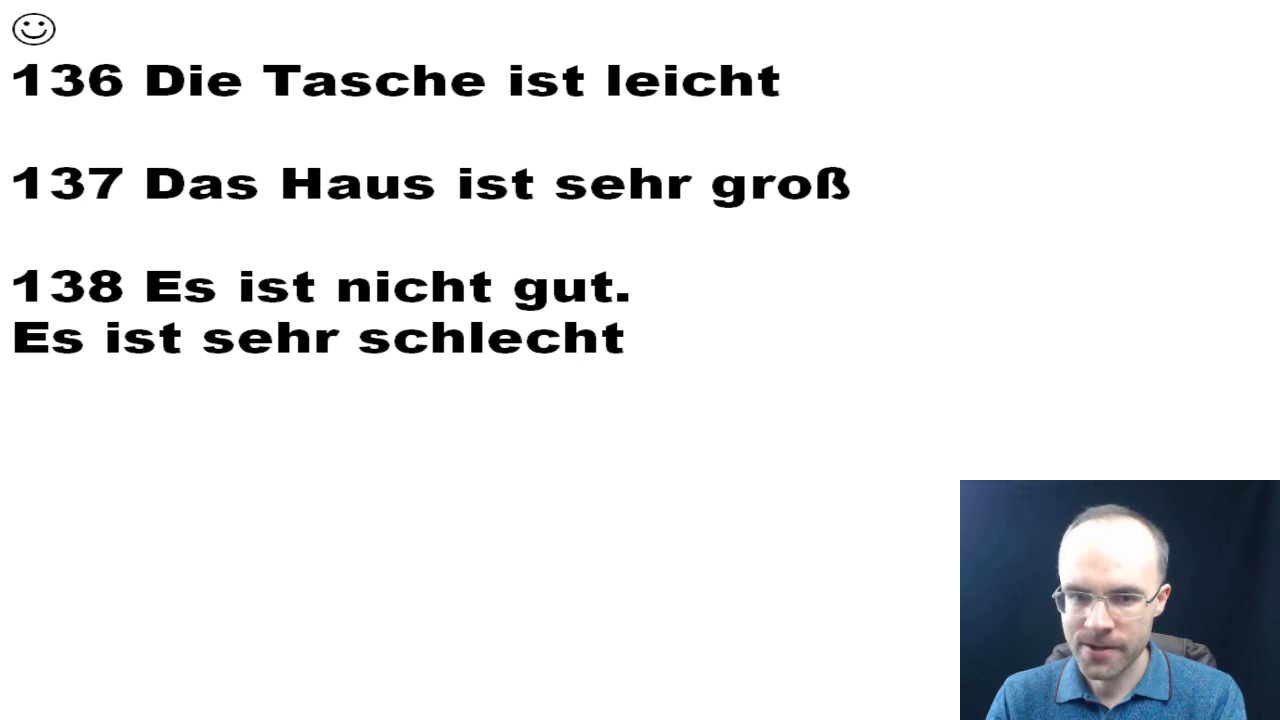 136 Die Tasche ist leicht
137 Das Haus ist sehr groß
138 Es ist nicht gut.
Es ist sehr schlecht